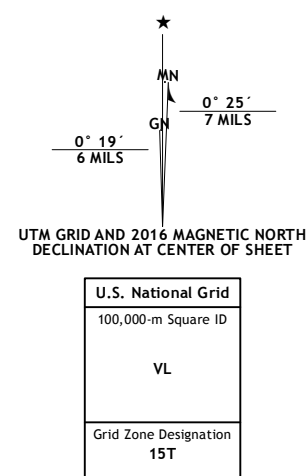 ★
MN
0° 25´
7 MILS
GN
0° 19´
6 MILS
UTM GRID AND 2016 MAGNETIC NORTH
DECLINATION AT CENTER OF SHEET
U.S. National Grid
100,000-m Square ID
VL
Grid Zone Designation
15T